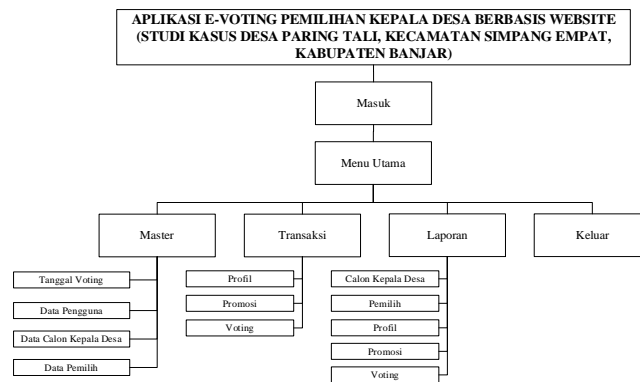 APLIKASI E-VOTING PEMILIHAN KEPALA DESA BERBASIS WEBSITE
(STUDI KASUS DESA PARING TALI, KECAMATAN SIMPANG EMPAT,
KABUPATEN BANJAR)
Masuk
Menu Utama
Master
Transaksi
Laporan
Keluar
Tanggal Voting
Data Pengguna
Data Calon Kepala Desa
Data Pemilih
Profil
Promosi
Voting
Calon Kepala Desa
Pemilih
Profil
Promosi
Voting